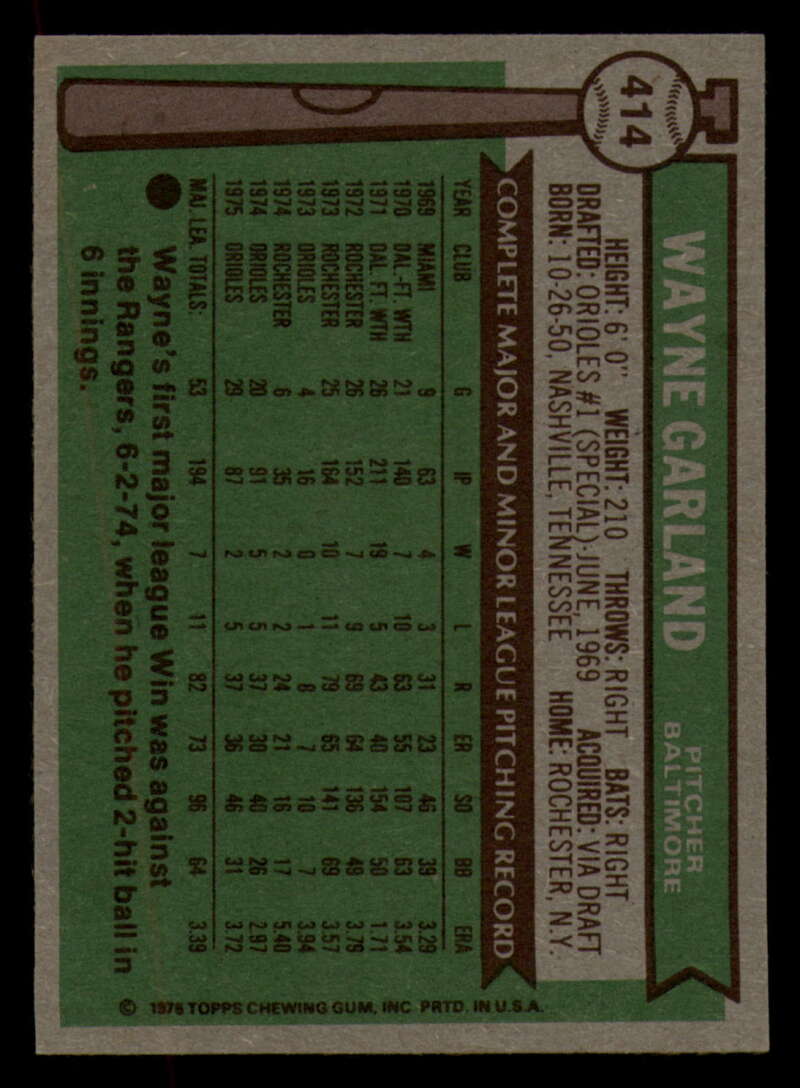 414
WAYNE GARLAND
PITCHER
BALTIMORE
HEIGHT: 6' 0" WEIGHT: 210 THROWS: RIGHT BATS: RIGHT
DRAFTED: ORIOLES #1 (SPECIAL)-JUNE, 1969 ACQUIRED: VIA DRAFT
BORN: 10-26-50, NASHVILLE, TENNESSEE HOME: ROCHESTER, N.Y.
COMPLETE MAJOR AND MINOR LEAGUE PITCHING RECORD
YEAR CLUB G IP W L R ER SO BB ERA
1969 MIAMI 9 63 4 3 31 23 46 39 3.29
1970 DAL.-FT. WTH 21 140 7 10 63 55 107 63 3.54
1971 DAL. FT. WTH 26 211 19 5 43 40 154 50 1.71
1972 ROCHESTER 26 152 7 9 69 64 136 49 3.79
1973 ROCHESTER 25 164 10 11 79 65 141 69 3.57
1973 ORIOLES 4 16 0 1 8 7 10 7 3.94
1974 ROCHESTER 6 35 2 2 24 21 16 17 5.40
1974 ORIOLES 20 91 5 5 37 30 40 26 2.97
1975 ORIOLES 29 87 2 5 37 36 46 31 3.72
MAJ. LEA. TOTALS: 53 194 7 11 82 73 96 64 3.39
Wayne's first major league Win was against
the Rangers, 6-2-74, when he pitched 2-hit ball in
6 innings.
© 1976 TOPPS CHEWING GUM, INC PRTD. IN U.S.A.